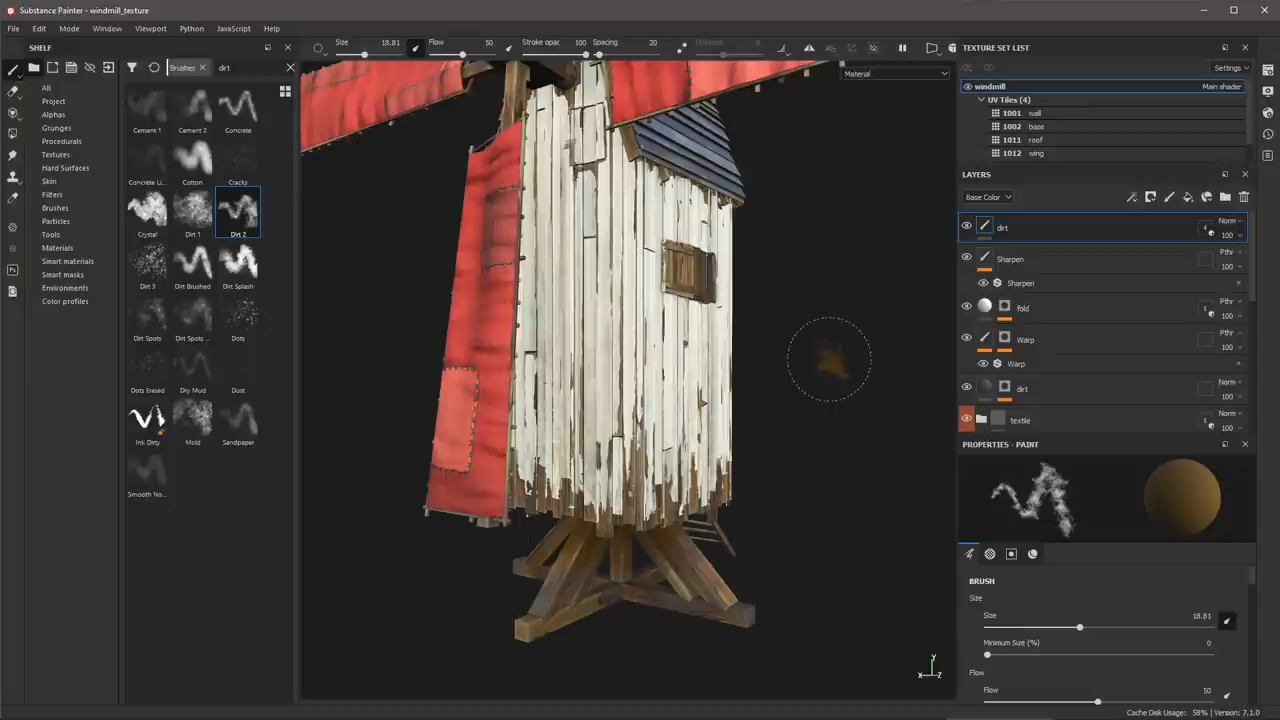 Substance Painter - windmill_texture
File Edit Mode Window Viewport Python JavaScript Help
SHELF
Size 18.81 Flow 50 Stroke opac 100 Spacing 20 Distance 8
Brushes dirt
Material
All
Project
Alphas
Grunges
Procedurals
Textures
Hard Surfaces
Skin
Filters
Brushes
Particles
Tools
Materials
Smart materials
Smart masks
Environments
Color profiles
Cement 1 Cement 2 Concrete
Concrete Li... Cotton Cracks
Crystal Dirt 1 Dirt 2
Dirt 3 Dirt Brushed Dirt Splash
Dirt Spots Dirt Spots ... Dots
Dots Erased Dry Mud Dust
Ink Dirty Mold Sandpaper
Smooth No...
Y
X Z
TEXTURE SET LIST
Settings
windmill Main shader
UV Tiles (4)
1001 wall
1002 base
1011 roof
1012 wing
LAYERS
Base Color
dirt Norm 100
Sharpen Pthr 100
Sharpen
fold Pthr 100
Warp Pthr 100
Warp
dirt Norm 100
textile Norm 100
PROPERTIES - PAINT
BRUSH
Size
Size 18.81
Minimum Size (%) 0
Flow
Flow 50
Cache Disk Usage: 58% | Version: 7.1.0